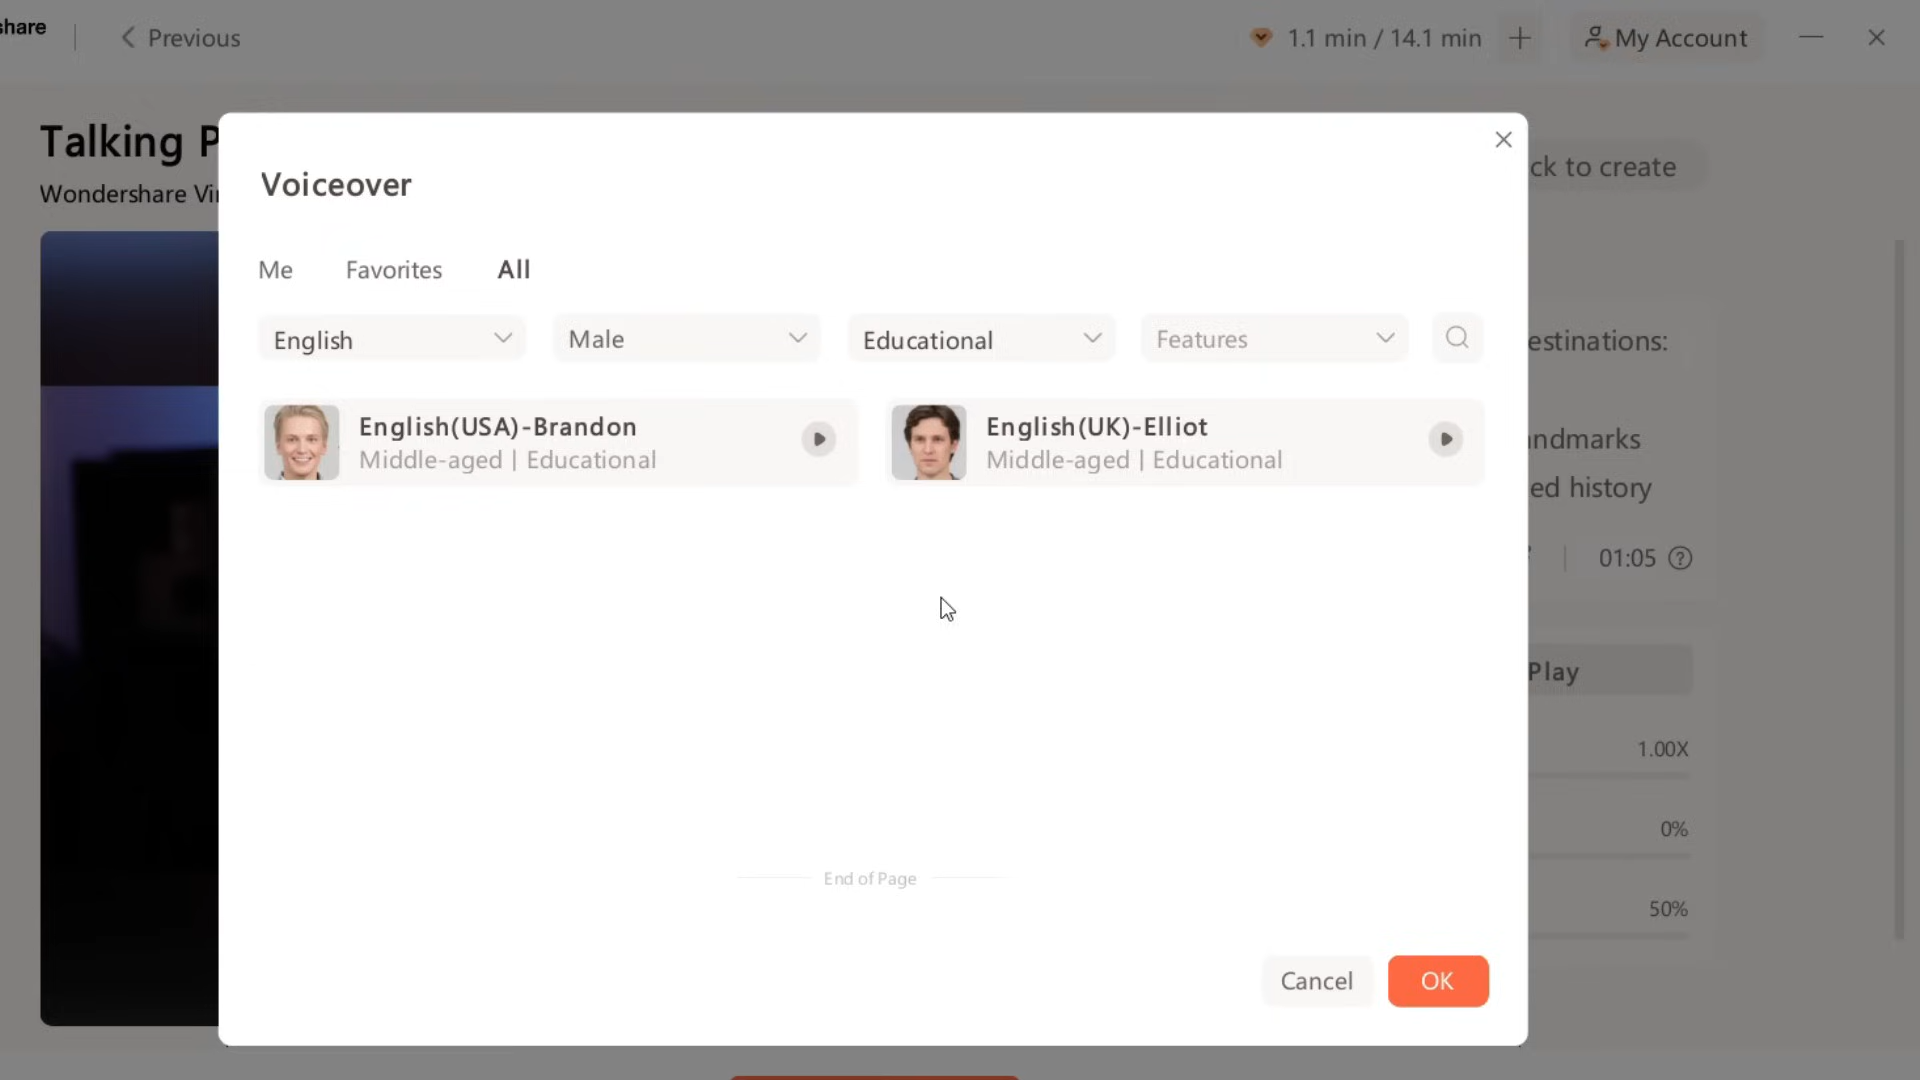 share
Previous
1.1 min / 14.1 min
My Account
Talking P
Wondershare Vi
ck to create
Voiceover
Me
Favorites
All
English
Male
Educational
Features
English(USA)-Brandon
Middle-aged | Educational
English(UK)-Elliot
Middle-aged | Educational
estinations:
ndmarks
ed history
01:05
Play
1.00X
0%
50%
End of Page
Cancel
OK